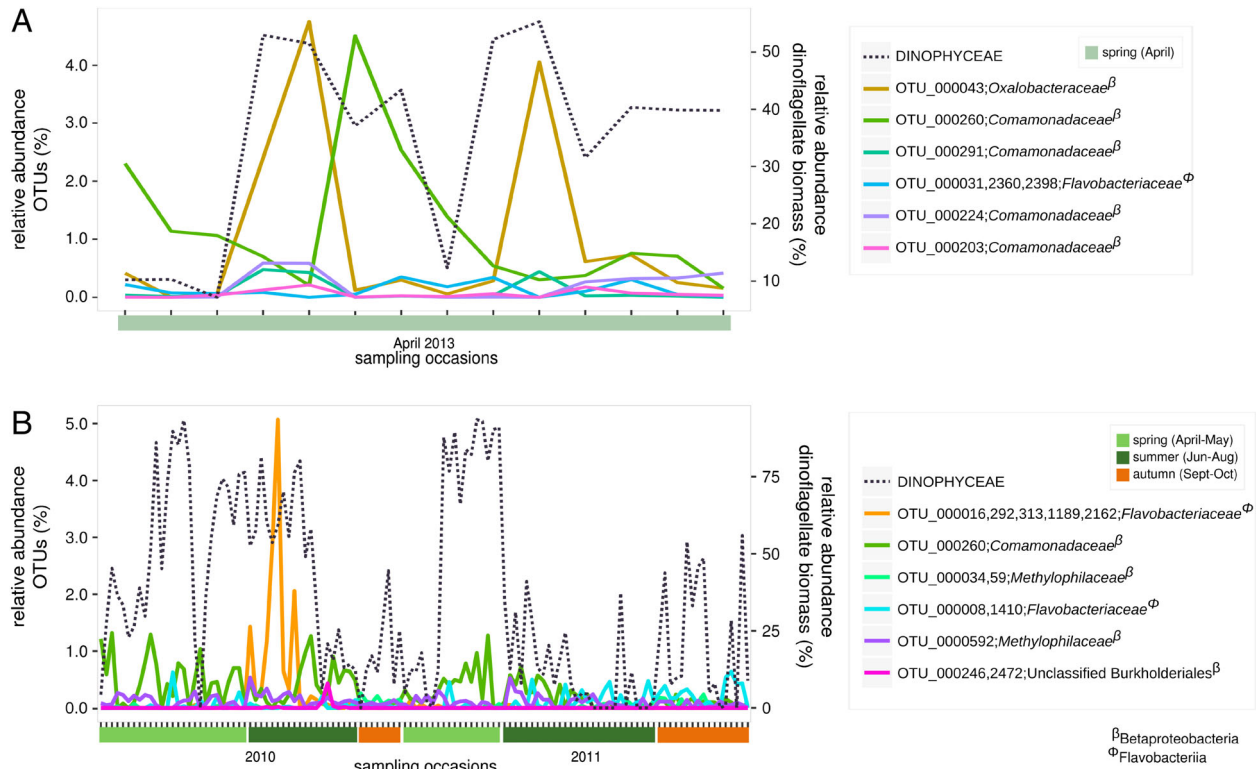 A
relative abundance
OTUs (%)
4.0
3.0
2.0
1.0
0.0
50
40
30
20
10
relative abundance
dinoflagellate biomass (%)
April 2013
sampling occasions
spring (April)
DINOPHYCEAE
OTU_000043;Oxalobacteraceaeβ
OTU_000260;Comamonadaceaeβ
OTU_000291;Comamonadaceaeβ
OTU_000031,2360,2398;FlavobacteriaceaeΦ
OTU_000224;Comamonadaceaeβ
OTU_000203;Comamonadaceaeβ
B
relative abundance
OTUs (%)
5.0
4.0
3.0
2.0
1.0
0.0
75
50
25
0
relative abundance
dinoflagellate biomass (%)
2010
2011
sampling occasions
spring (April-May)
summer (Jun-Aug)
autumn (Sept-Oct)
DINOPHYCEAE
OTU_000016,292,313,1189,2162;FlavobacteriaceaeΦ
OTU_000260;Comamonadaceaeβ
OTU_000034,59;Methylophilaceaeβ
OTU_000008,1410;FlavobacteriaceaeΦ
OTU_0000592;Methylophilaceaeβ
OTU_000246,2472;Unclassified Burkholderialesβ
βBetaproteobacteria
ΦFlavobacteriia